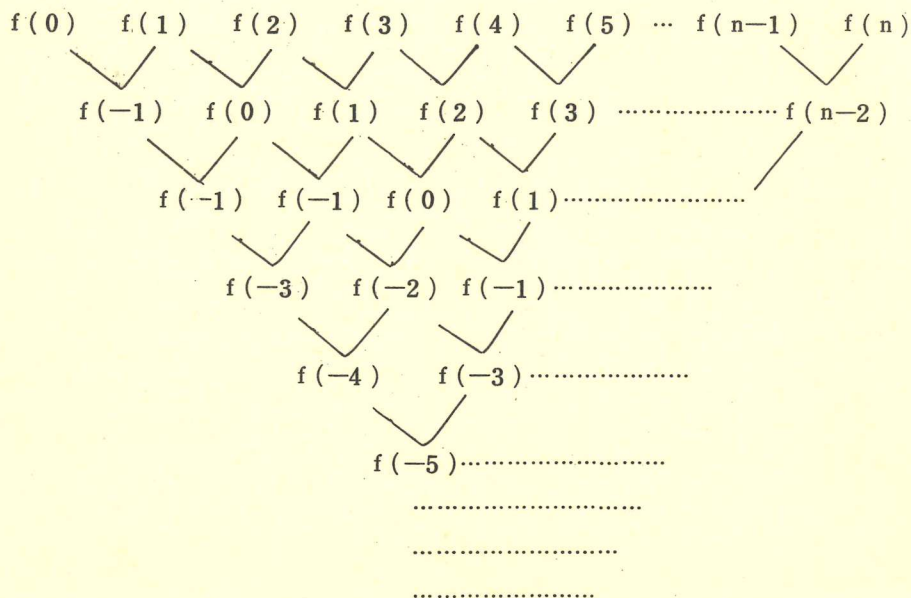 f(0) f(1) f(2) f(3) f(4) f(5) … f(n−1) f(n)
f(−1) f(0) f(1) f(2) f(3) ………………… f(n−2)
f(−1) f(−1) f(0) f(1) ……………………
f(−3) f(−2) f(−1) …………………
f(−4) f(−3) …………………
f(−5) ………………………
………………………
………………………
………………………